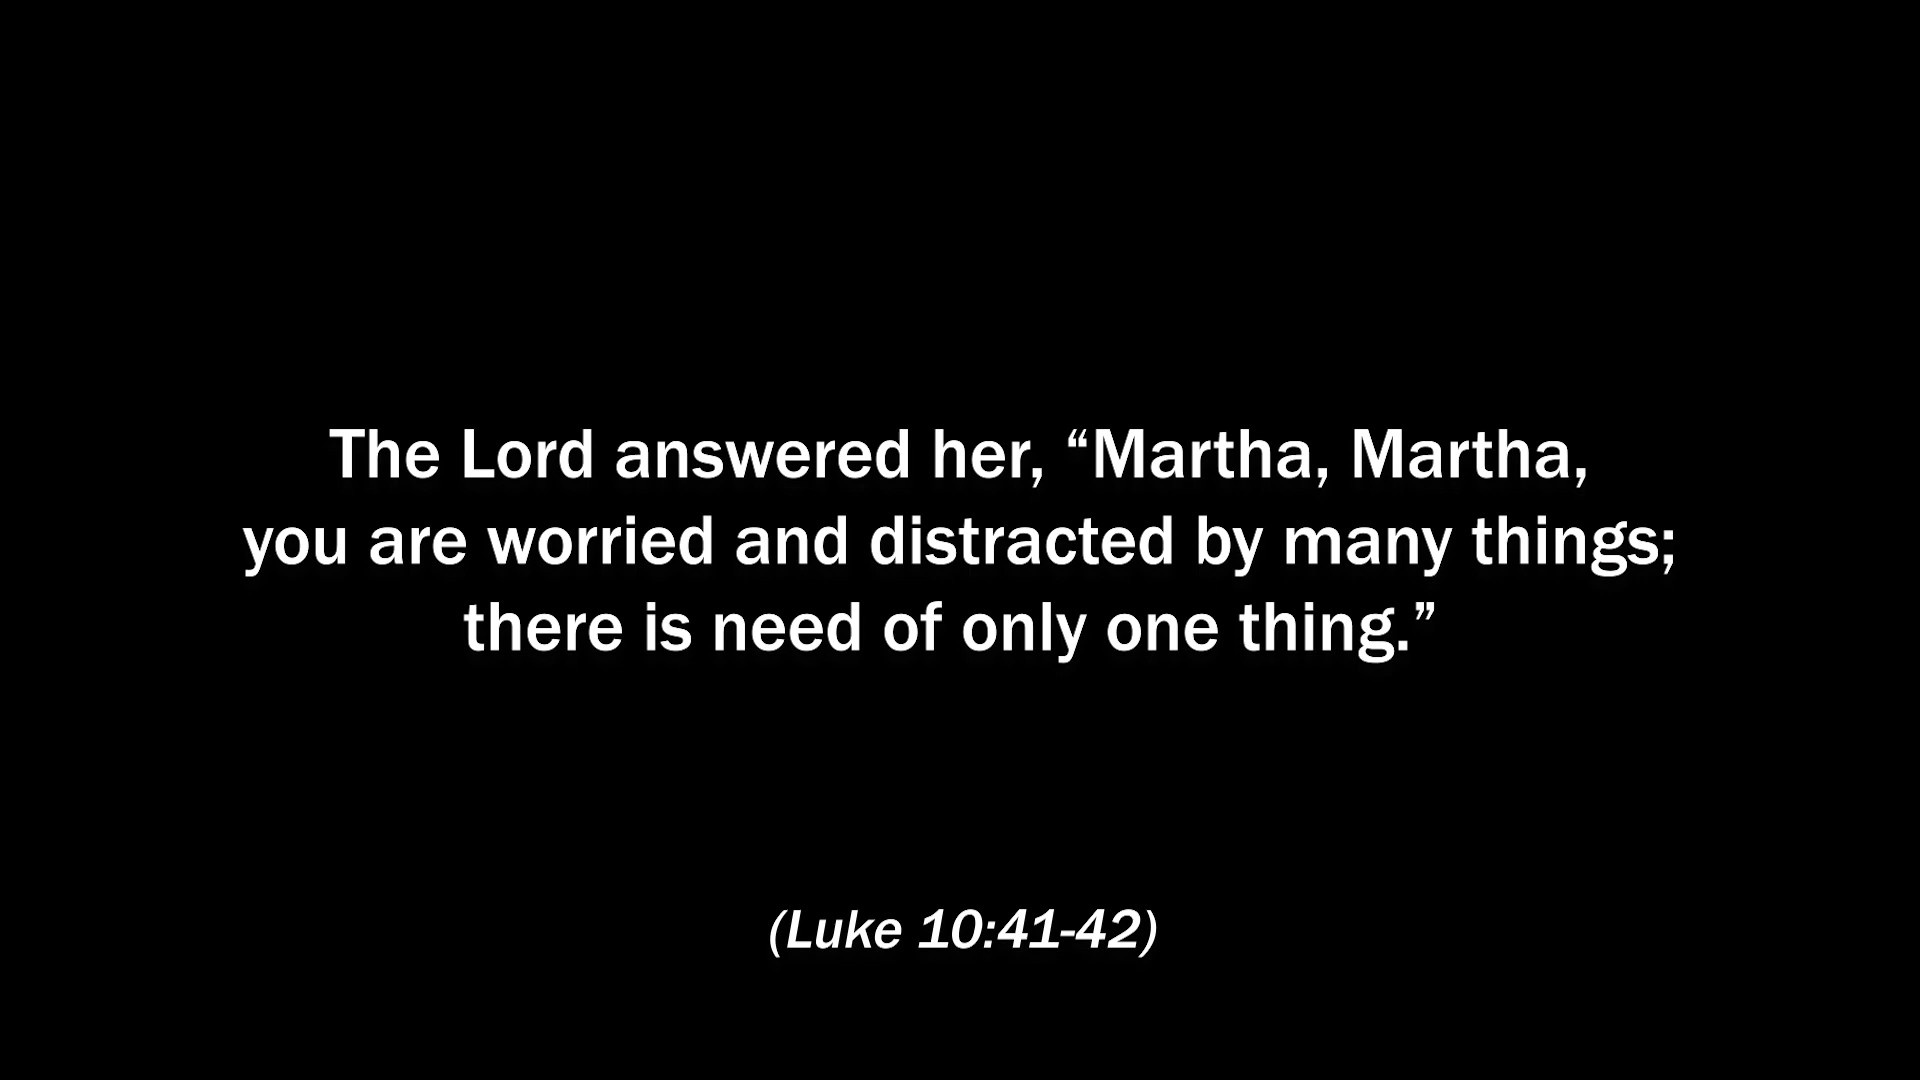 The Lord answered her, “Martha, Martha,
you are worried and distracted by many things;
there is need of only one thing.”
(Luke 10:41-42)